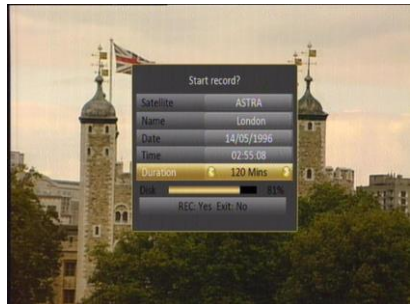 Start record?
Satellite ASTRA
Name London
Date 14/05/1996
Time 02:55:08
Duration 120 Mins
Disk 81%
REC: Yes Exit: No